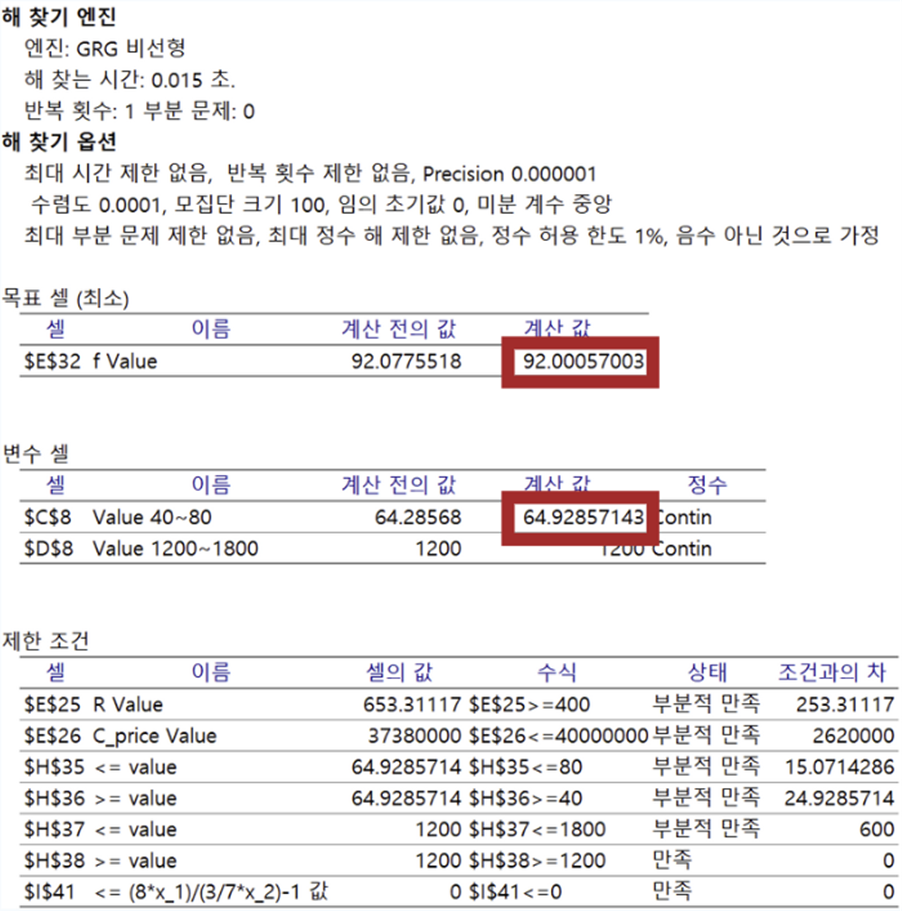 해 찾기 엔진
엔진: GRG 비선형
해 찾는 시간: 0.015 초.
반복 횟수: 1 부분 문제: 0
해 찾기 옵션
최대 시간 제한 없음, 반복 횟수 제한 없음, Precision 0.000001
수렴도 0.0001, 모집단 크기 100, 임의 초기값 0, 미분 계수 중앙
최대 부분 문제 제한 없음, 최대 정수 해 제한 없음, 정수 허용 한도 1%, 음수 아닌 것으로 가정
목표 셀 (최소)
셀 이름 계산 전의 값 계산 값
$E$32 f Value 92.0775518 92.00057003
변수 셀
셀 이름 계산 전의 값 계산 값 정수
$C$8 Value 40~80 64.28568 64.92857143 Contin
$D$8 Value 1200~1800 1200 1200 Contin
제한 조건
셀 이름 셀의 값 수식 상태 조건과의 차
$E$25 R Value 653.31117 $E$25>=400 부분적 만족 253.31117
$E$26 C_price Value 37380000 $E$26<=40000000 부분적 만족 2620000
$H$35 <= value 64.9285714 $H$35<=80 부분적 만족 15.0714286
$H$36 >= value 64.9285714 $H$36>=40 부분적 만족 24.9285714
$H$37 <= value 1200 $H$37<=1800 부분적 만족 600
$H$38 >= value 1200 $H$38>=1200 만족 0
$I$41 <= (8*x_1)/(3/7*x_2)-1 값 0 $I$41<=0 만족 0